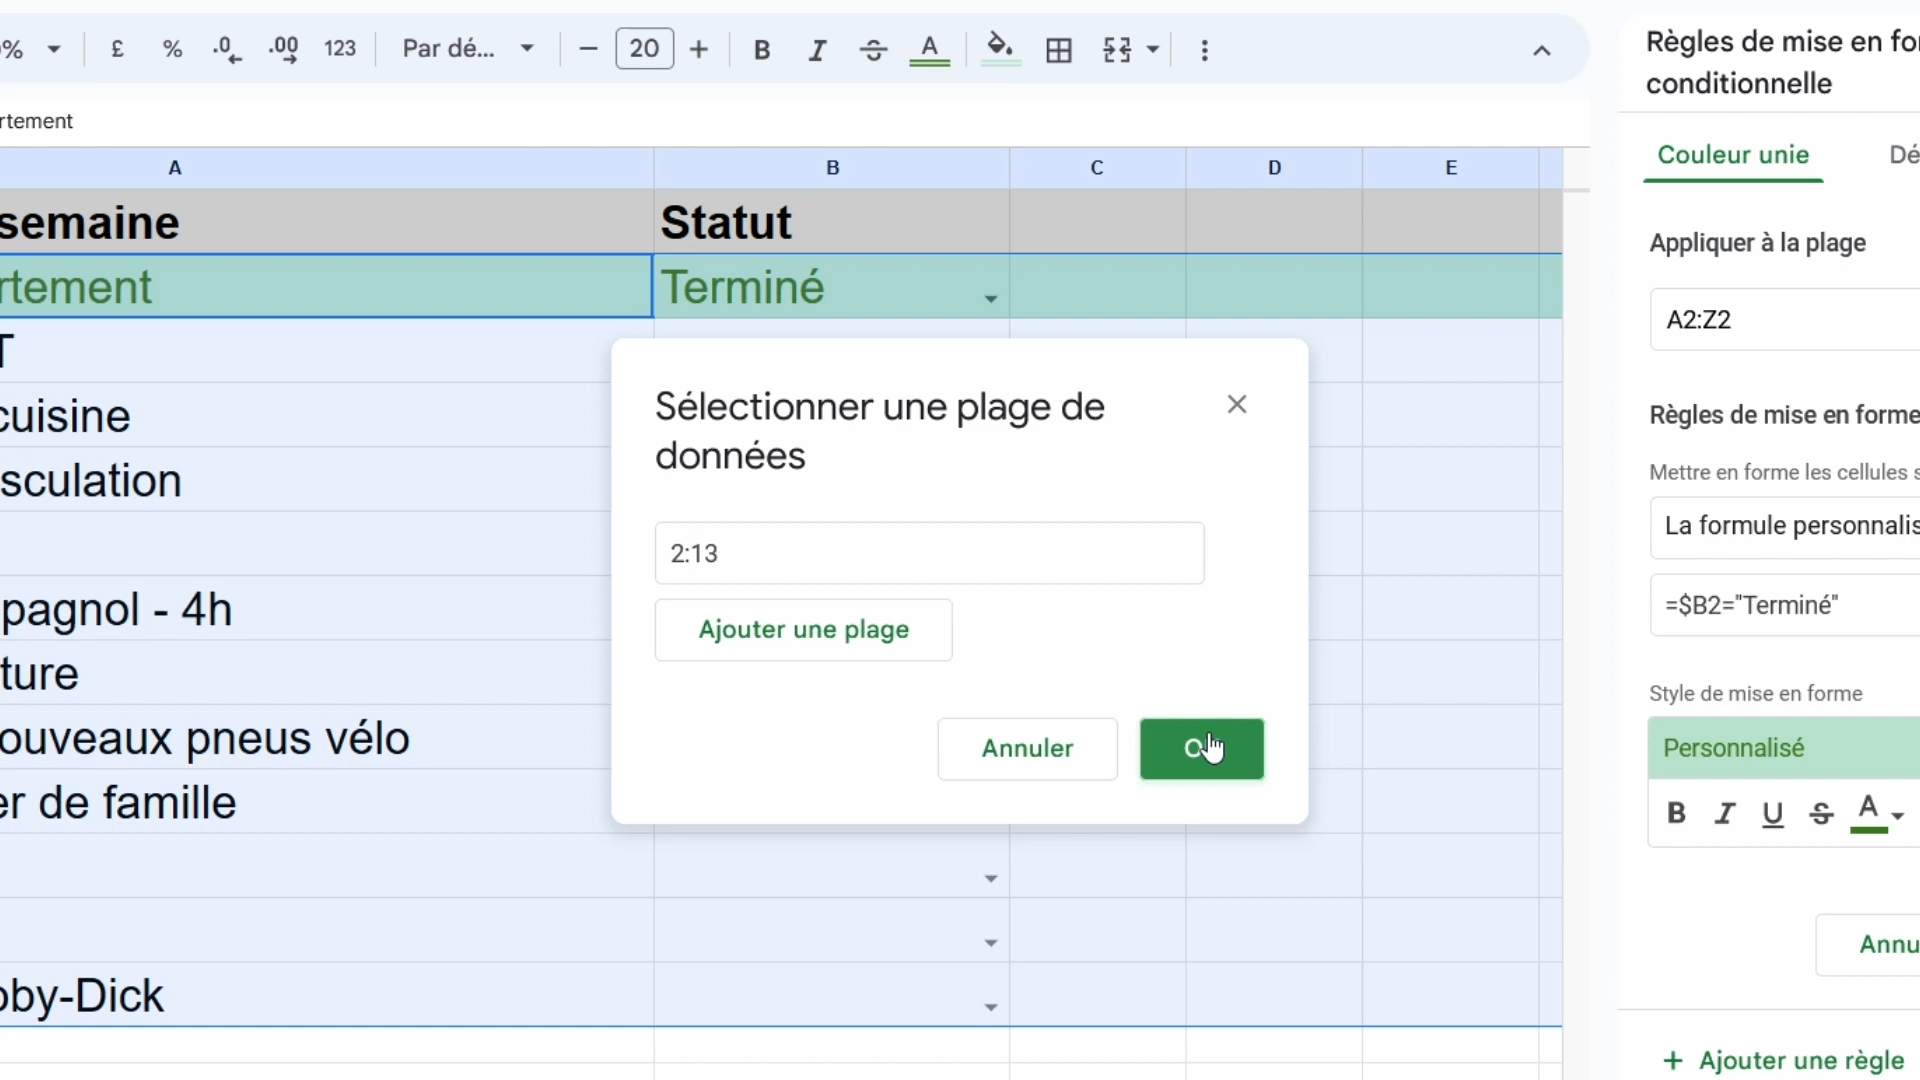 %
£
%
.0
.00
123
Par dé...
20
B
I
S
A
Règles de mise en fo
conditionnelle
rtement
A
B
C
D
E
Couleur unie
Dé
semaine
Statut
Appliquer à la plage
rtement
Terminé
A2:Z2
T
Sélectionner une plage de
données
cuisine
Règles de mise en forme
sculation
Mettre en forme les cellules s
La formule personnalis
2:13
=$B2="Terminé"
pagnol - 4h
Ajouter une plage
ture
Style de mise en forme
ouveaux pneus vélo
Annuler
Personnalisé
er de famille
B
I
U
S
A
Annu
oby-Dick
+ Ajouter une règle